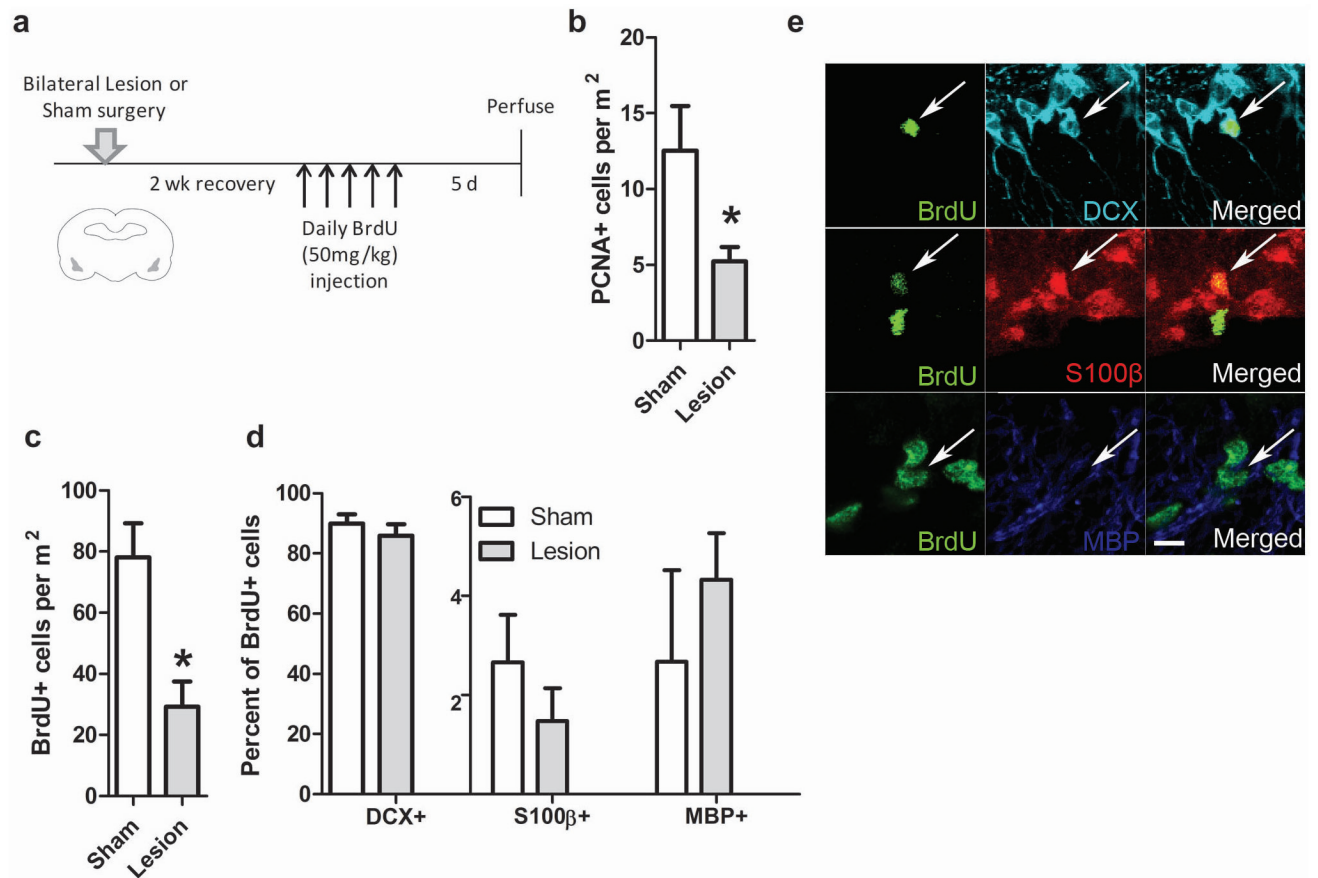 a
Bilateral Lesion or
Sham surgery
Perfuse
2 wk recovery
5 d
Daily BrdU
(50mg/kg)
injection
b
PCNA+ cells per m²
20
15
10
5
0
Sham
Lesion
*
c
BrdU+ cells per m²
100
80
60
40
20
0
Sham
Lesion
*
d
Percent of BrdU+ cells
100
80
60
40
20
0
6
4
2
Sham
Lesion
DCX+
S100β+
MBP+
e
BrdU
DCX
Merged
BrdU
S100β
Merged
BrdU
MBP
Merged